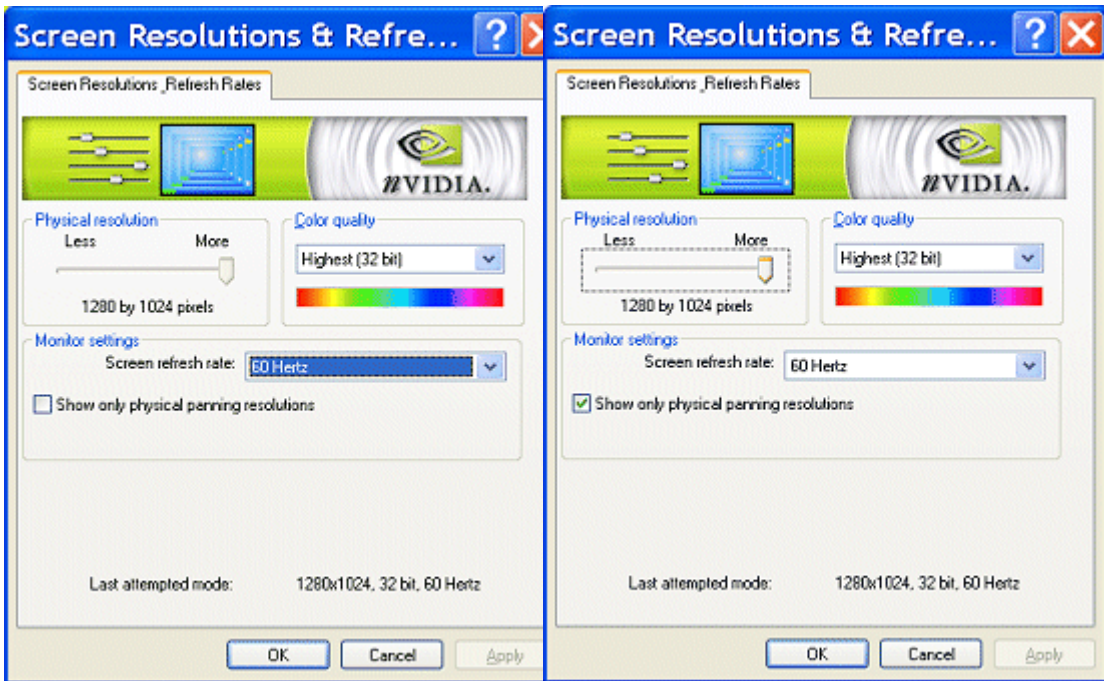 Screen Resolutions & Refre...
Screen Resolutions _Refresh Rates
nVIDIA.
Physical resolution
Less More
1280 by 1024 pixels
Color quality
Highest (32 bit)
Monitor settings
Screen refresh rate: 60 Hertz
Show only physical panning resolutions
Last attempted mode: 1280x1024, 32 bit, 60 Hertz
OK Cancel Apply
Screen Resolutions & Refre...
Screen Resolutions _Refresh Rates
nVIDIA.
Physical resolution
Less More
1280 by 1024 pixels
Color quality
Highest (32 bit)
Monitor settings
Screen refresh rate: 60 Hertz
Show only physical panning resolutions
Last attempted mode: 1280x1024, 32 bit, 60 Hertz
OK Cancel Apply